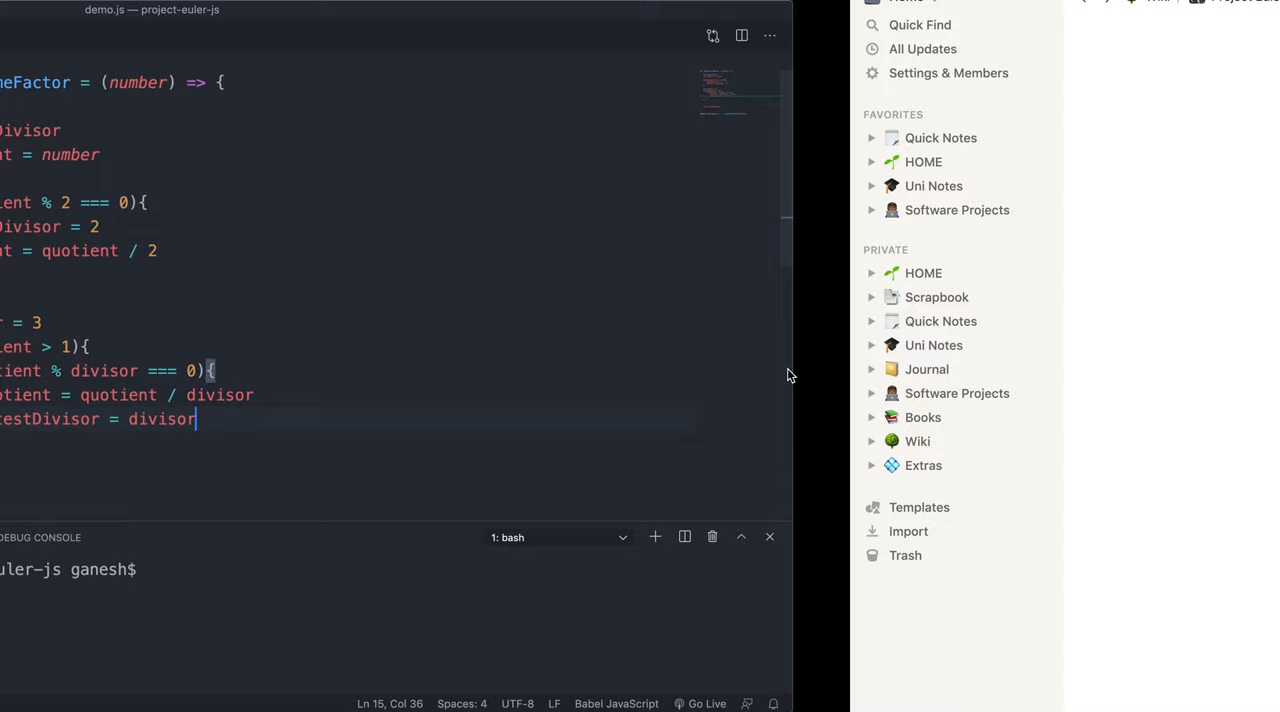 demo.js — project-euler-js
meFactor = (number) => {
Divisor
nt = number
ient % 2 === 0){
Divisor = 2
nt = quotient / 2
r = 3
ient > 1){
tient % divisor === 0){
otient = quotient / divisor
testDivisor = divisor
DEBUG CONSOLE
1: bash
uler-js ganesh$
Ln 15, Col 36
Spaces: 4
UTF-8
LF
Babel JavaScript
Go Live
Quick Find
All Updates
Settings & Members
FAVORITES
Quick Notes
HOME
Uni Notes
Software Projects
PRIVATE
HOME
Scrapbook
Quick Notes
Uni Notes
Journal
Software Projects
Books
Wiki
Extras
Templates
Import
Trash